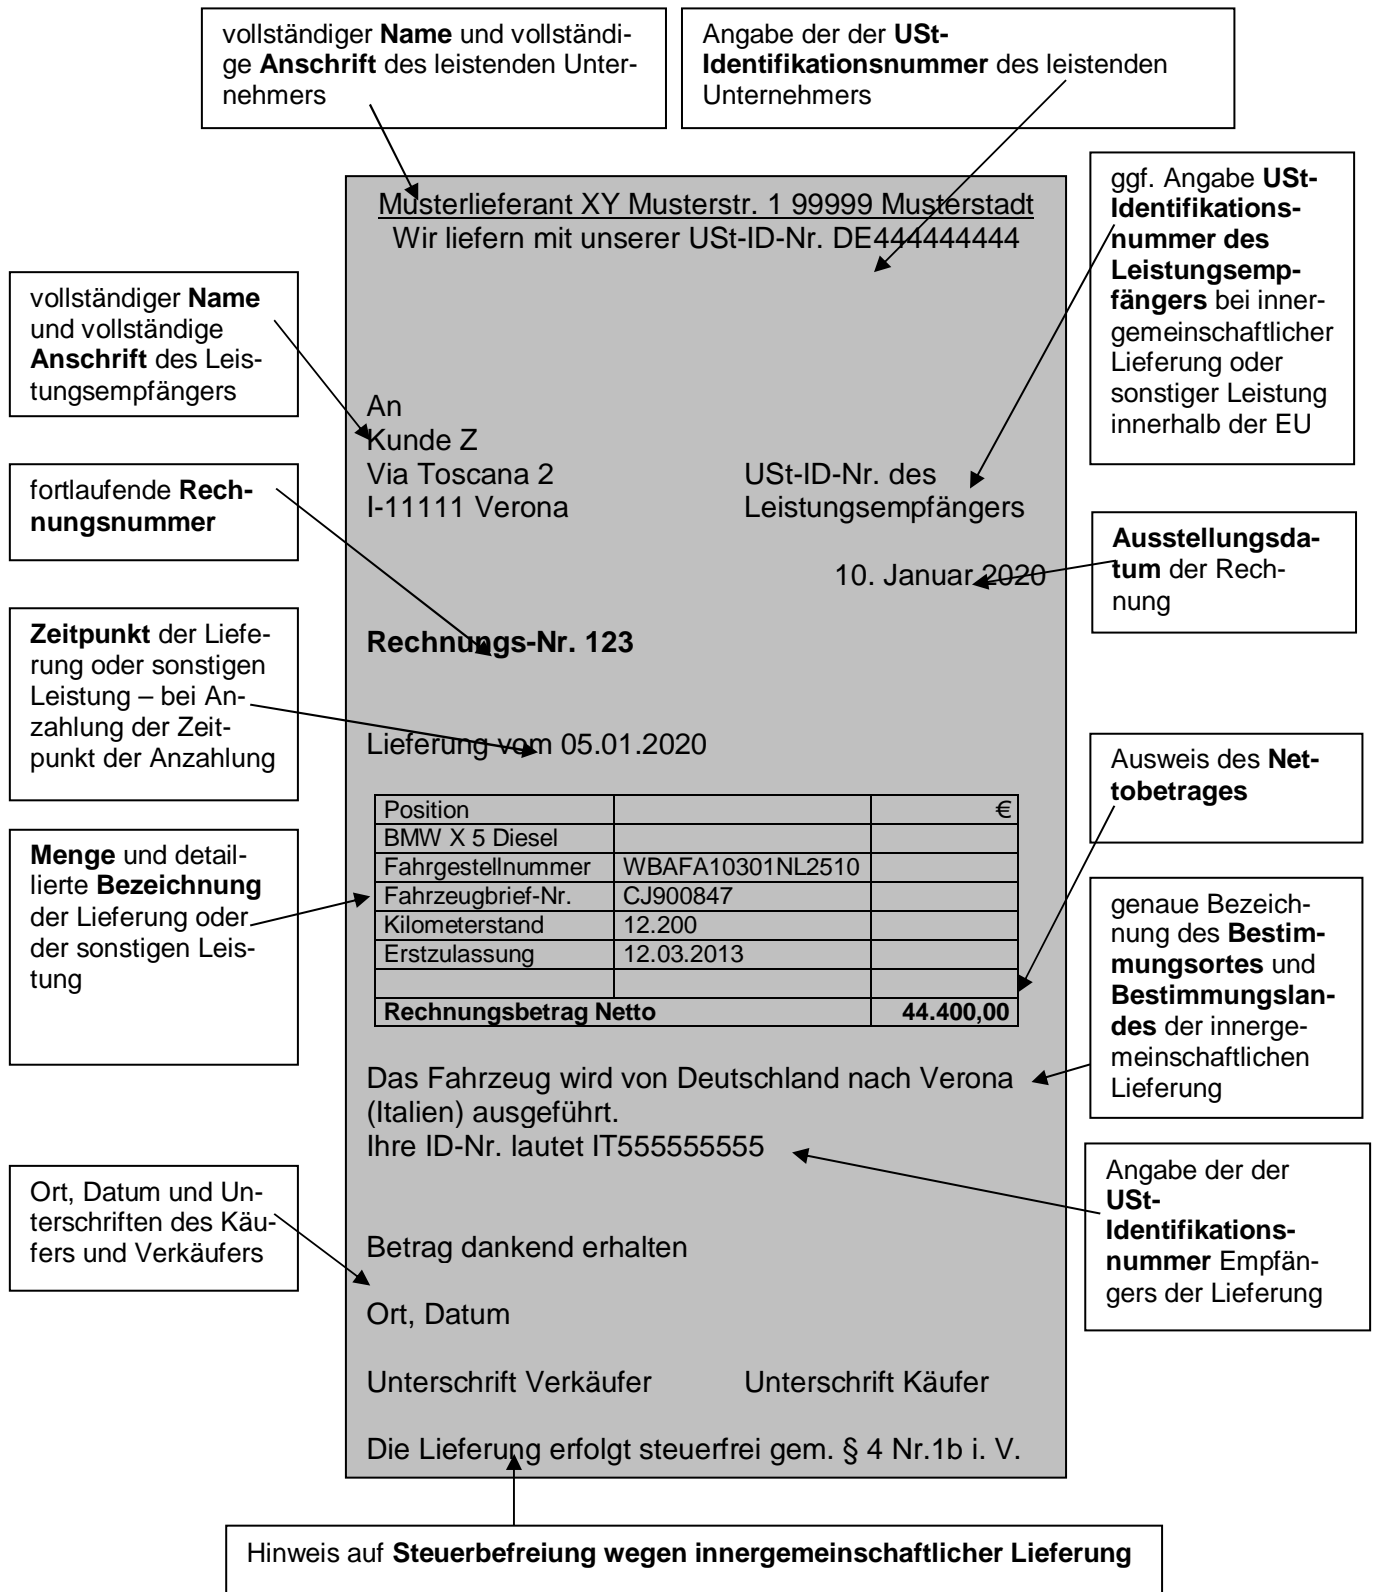 vollständiger Name und vollständi-
ge Anschrift des leistenden Unter-
nehmers
Angabe der der USt-
Identifikationsnummer des leistenden
Unternehmers
ggf. Angabe USt-
Identifikations-
nummer des
Leistungsemp-
fängers bei inner-
gemeinschaftlicher
Lieferung oder
sonstiger Leistung
innerhalb der EU
Musterlieferant XY Musterstr. 1 99999 Musterstadt
Wir liefern mit unserer USt-ID-Nr. DE444444444
vollständiger Name
und vollständige
Anschrift des Leis-
tungsempfängers
An
Kunde Z
Via Toscana 2
I-11111 Verona
USt-ID-Nr. des
Leistungsempfängers
fortlaufende Rech-
nungsnummer
Ausstellungsda-
tum der Rech-
nung
10. Januar 2020
Zeitpunkt der Liefe-
rung oder sonstigen
Leistung – bei An-
zahlung der Zeit-
punkt der Anzahlung
Rechnungs-Nr. 123
Lieferung vom 05.01.2020
Ausweis des Net-
tobetrages
Position €
BMW X 5 Diesel
Fahrgestellnummer WBAFA10301NL2510
Fahrzeugbrief-Nr. CJ900847
Kilometerstand 12.200
Erstzulassung 12.03.2013
Rechnungsbetrag Netto 44.400,00
Menge und detail-
lierte Bezeichnung
der Lieferung oder
der sonstigen Leis-
tung
genaue Bezeich-
nung des Bestim-
mungsortes und
Bestimmungslan-
des der innerge-
meinschaftlichen
Lieferung
Das Fahrzeug wird von Deutschland nach Verona
(Italien) ausgeführt.
Ihre ID-Nr. lautet IT555555555
Angabe der der
USt-
Identifikations-
nummer Empfän-
gers der Lieferung
Ort, Datum und Un-
terschriften des Käu-
fers und Verkäufers
Betrag dankend erhalten
Ort, Datum
Unterschrift Verkäufer Unterschrift Käufer
Die Lieferung erfolgt steuerfrei gem. § 4 Nr.1b i. V.
Hinweis auf Steuerbefreiung wegen innergemeinschaftlicher Lieferung